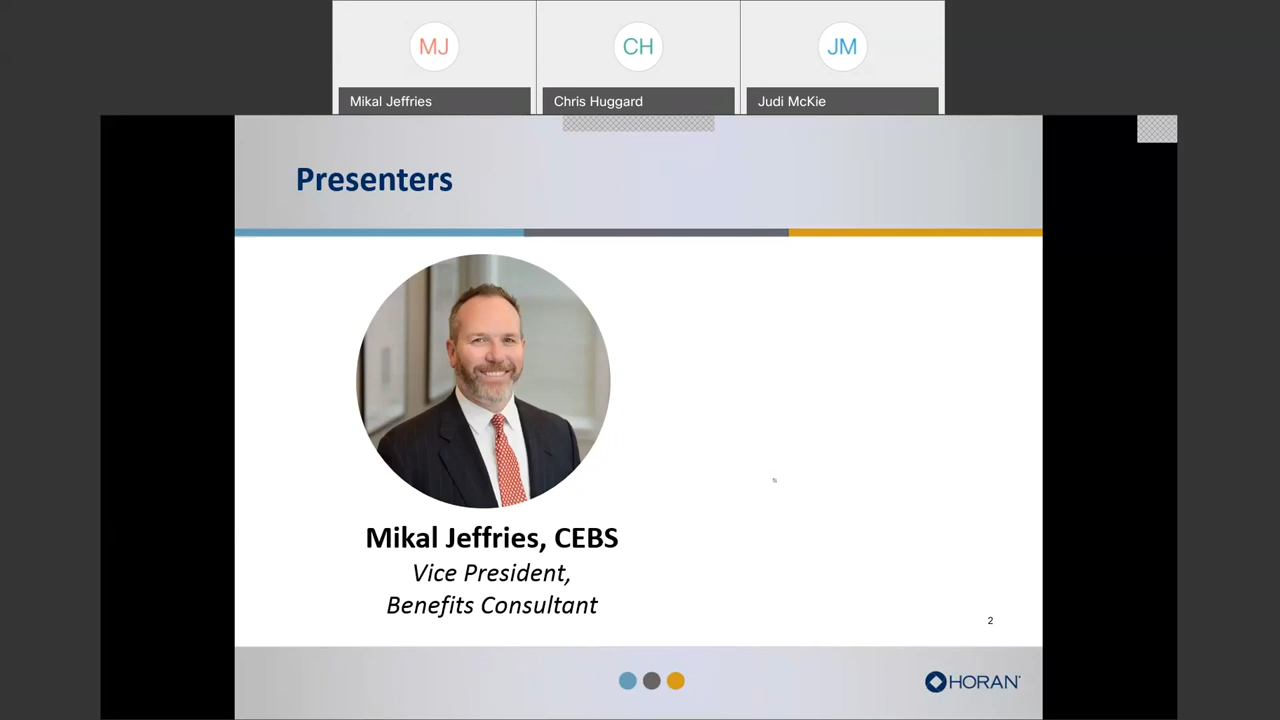 MJ
CH
JM
Mikal Jeffries
Chris Huggard
Judi McKie
Presenters
Mikal Jeffries, CEBS
Vice President,
Benefits Consultant
2
HORAN